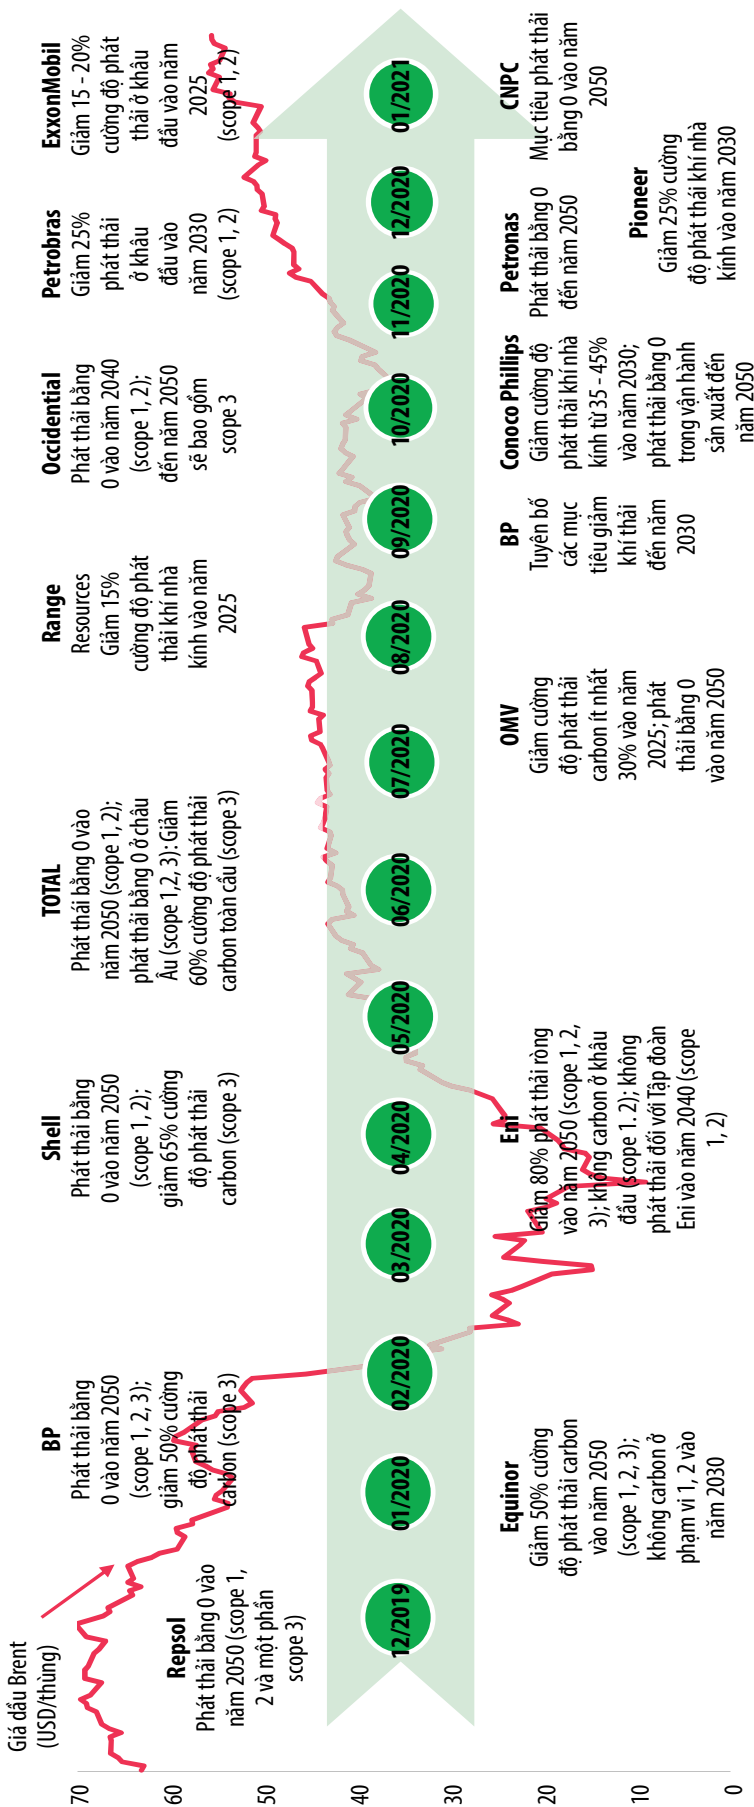 Giá dầu Brent
(USD/thùng)
70
60
50
40
30
20
10
0
Repsol
Phát thải bằng 0 vào
năm 2050 (scope 1,
2 và một phần
scope 3)
BP
Phát thải bằng
0 vào năm 2050
(scope 1, 2, 3);
giảm 50% cường
độ phát thải
carbon (scope 3)
Shell
Phát thải bằng
0 vào năm 2050
(scope 1, 2);
giảm 65% cường
độ phát thải
carbon (scope 3)
TOTAL
Phát thải bằng 0 vào
năm 2050 (scope 1, 2);
phát thải bằng 0 ở châu
Âu (scope 1,2, 3): Giảm
60% cường độ phát thải
carbon toàn cầu (scope 3)
Range
Resources
Giảm 15%
cường độ phát
thải khí nhà
kính vào năm
2025
Occidental
Phát thải bằng
0 vào năm 2040
(scope 1, 2);
đến năm 2050
sẽ bao gồm
scope 3
Petrobras
Giảm 25%
phát thải
ở khâu
đầu vào
năm 2030
(scope 1, 2)
ExxonMobil
Giảm 15 - 20%
cường độ phát
thải ở khâu
đầu vào năm
2025
(scope 1, 2)
12/2019
01/2020
02/2020
03/2020
04/2020
05/2020
06/2020
07/2020
08/2020
09/2020
10/2020
11/2020
12/2020
01/2021
Equinor
Giảm 50% cường
độ phát thải carbon
vào năm 2050
(scope 1, 2, 3);
không carbon ở
phạm vi 1, 2 vào
năm 2030
Eni
Giảm 80% phát thải ròng
vào năm 2050 (scope 1, 2,
3); không carbon ở khâu
đầu (scope 1. 2); không
phát thải đối với Tập đoàn
Eni vào năm 2040 (scope
1, 2)
OMV
Giảm cường
độ phát thải
carbon ít nhất
30% vào năm
2025; phát
thải bằng 0
vào năm 2050
BP
Tuyên bố
các mục
tiêu giảm
khí thải
đến năm
2030
Conoco Phillips
Giảm cường độ
phát thải khí nhà
kính từ 35 - 45%
vào năm 2030;
phát thải bằng 0
trong vận hành
sản xuất đến
năm 2050
Petronas
Phát thải bằng 0
đến năm 2050
Pioneer
Giảm 25% cường
độ phát thải khí nhà
kính vào năm 2030
CNPC
Mục tiêu phát thải
bằng 0 vào năm
2050